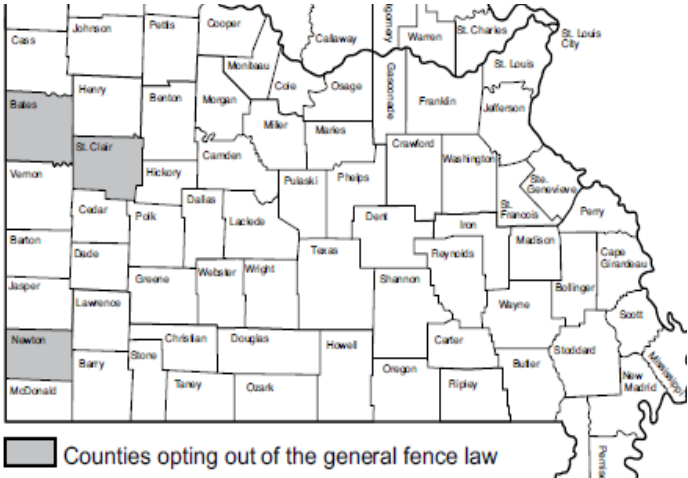 Cass
Johnson
Pettis
Cooper
Moniteau
Cole
Callaway
Osage
Gasconade
Warren
St. Charles
St. Louis
City
St. Louis
Franklin
Jefferson
Bates
Henry
Benton
Morgan
Miller
Maries
St. Clair
Hickory
Camden
Pulaski
Phelps
Crawford
Washington
Ste.
Genevieve
St.
Francois
Perry
Vernon
Cedar
Polk
Dallas
Laclede
Texas
Dent
Iron
Reynolds
Madison
Cape
Girardeau
Bollinger
Barton
Dade
Greene
Webster
Wright
Shannon
Wayne
Scott
Jasper
Lawrence
Christian
Douglas
Howell
Carter
Butler
Stoddard
Mississippi
New
Madrid
Newton
Barry
Stone
Taney
Ozark
Oregon
Ripley
McDonald
Counties opting out of the general fence law